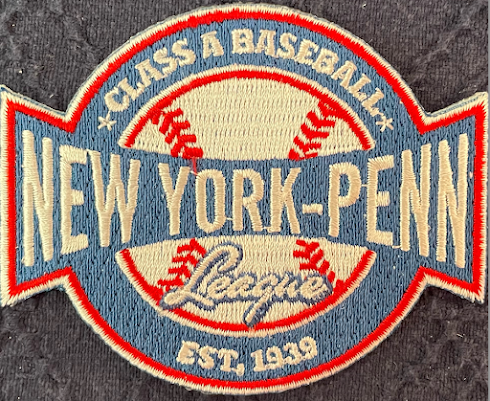 CLASS A BASEBALL
NEW YORK-PENN
League
EST. 1939